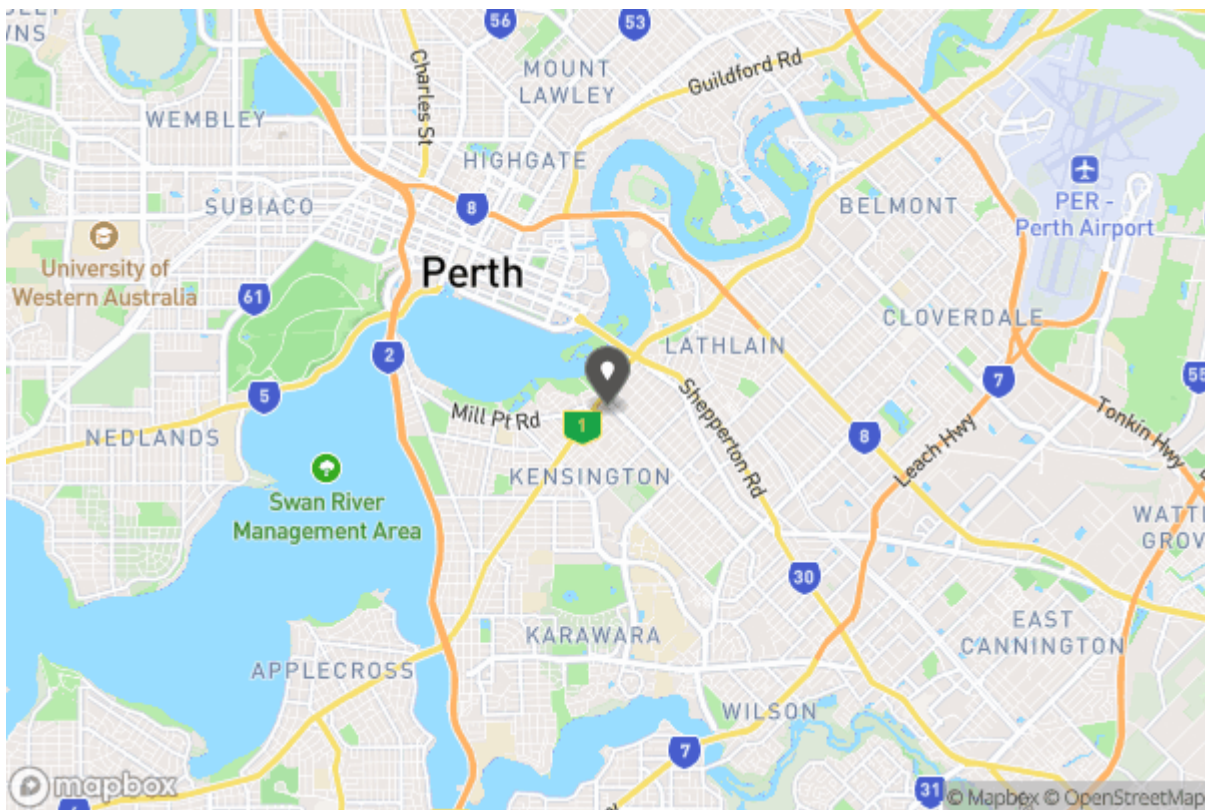 56
53
LEY
WNS
Charles St
MOUNT
LAWLEY
Guildford Rd
WEMBLEY
HIGHGATE
PER -
Perth Airport
SUBIACO
8
BELMONT
University of
Western Australia
61
Perth
CLOVERDALE
LATHLAIN
2
7
55
5
Mill Pt Rd
1
Shepperton Rd
Tonkin Hwy
NEDLANDS
8
Leach Hwy
KENSINGTON
Swan River
Management Area
WATTL
GROV
30
EAST
CANNINGTON
KARAWARA
APPLECROSS
WILSON
7
mapbox
31
© Mapbox © OpenStreetMap